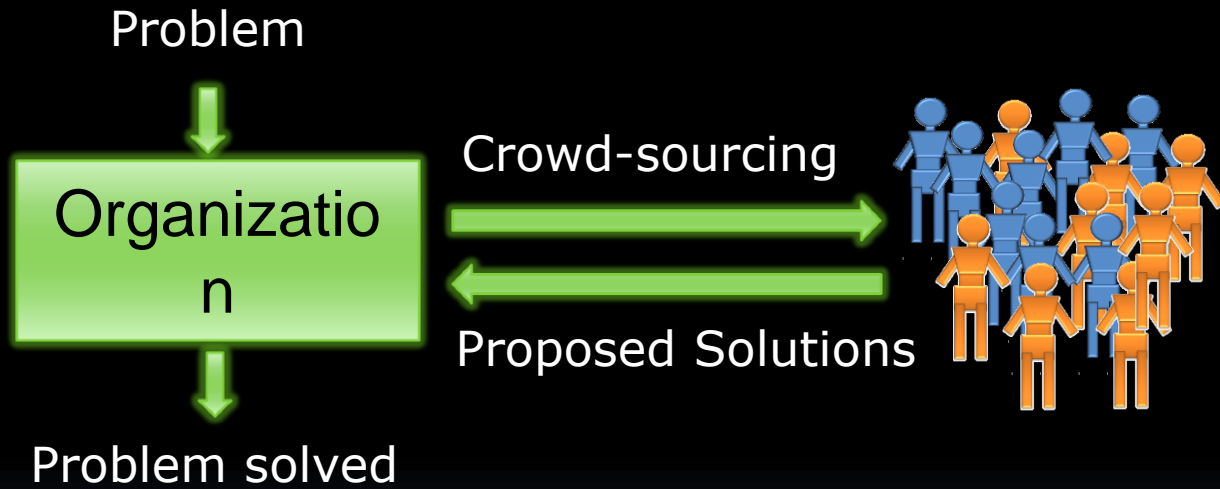 Problem
Crowd-sourcing
Organizatio
n
Proposed Solutions
Problem solved